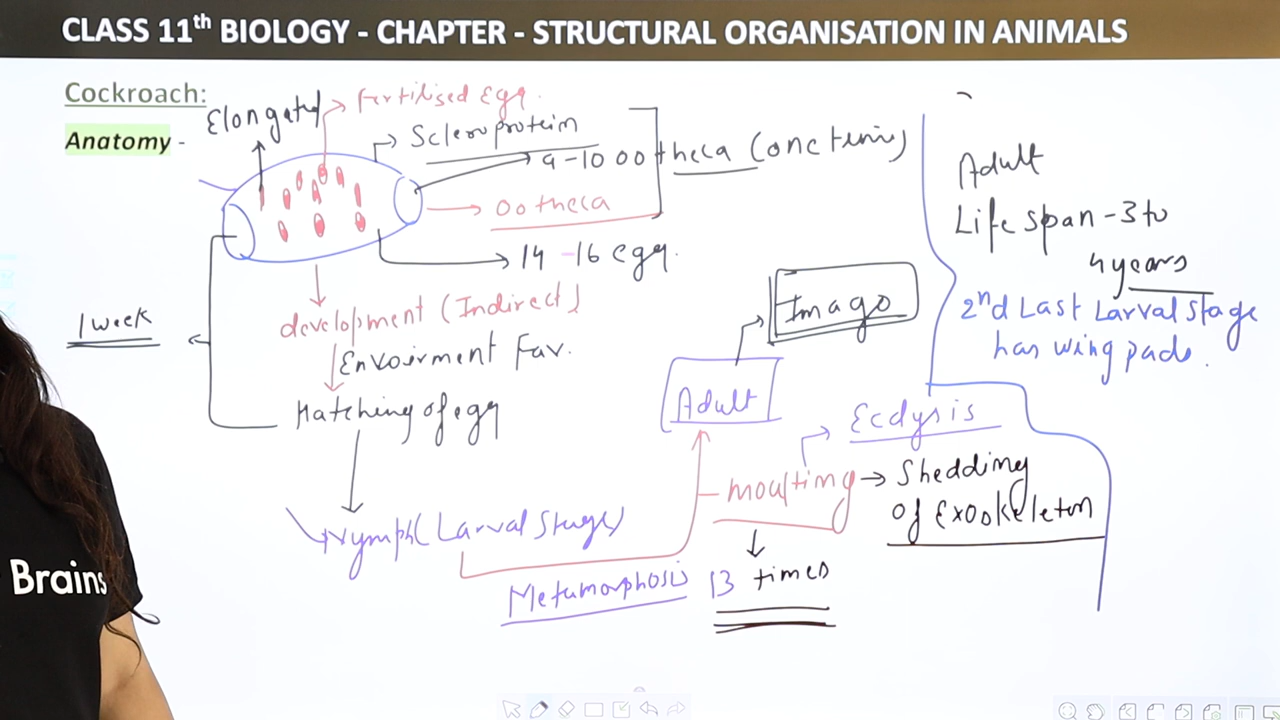 CLASS 11th BIOLOGY - CHAPTER - STRUCTURAL ORGANISATION IN ANIMALS
Cockroach:
Anatomy -
Elongated
Fertilised Egg.
Scleroprotein
9-10 ootheca (one time)
ootheca
14-16 egg.
development (Indirect)
Envoirment Fav.
1 week
Hatching of egg
Nymph (Larval Stage)
Metamorphosis
Adult
Imago
moulting → Shedding
of Exoskeleton
Ecdysis
13 times
Adult
Life span - 3 to
4 years
2nd Last Larval Stage
has wing pads.
Brains